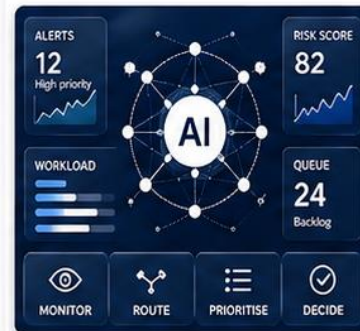 ALERTS
12
High priority
RISK SCORE
82
AI
WORKLOAD
QUEUE
24
Backlog
MONITOR
ROUTE
PRIORITISE
DECIDE